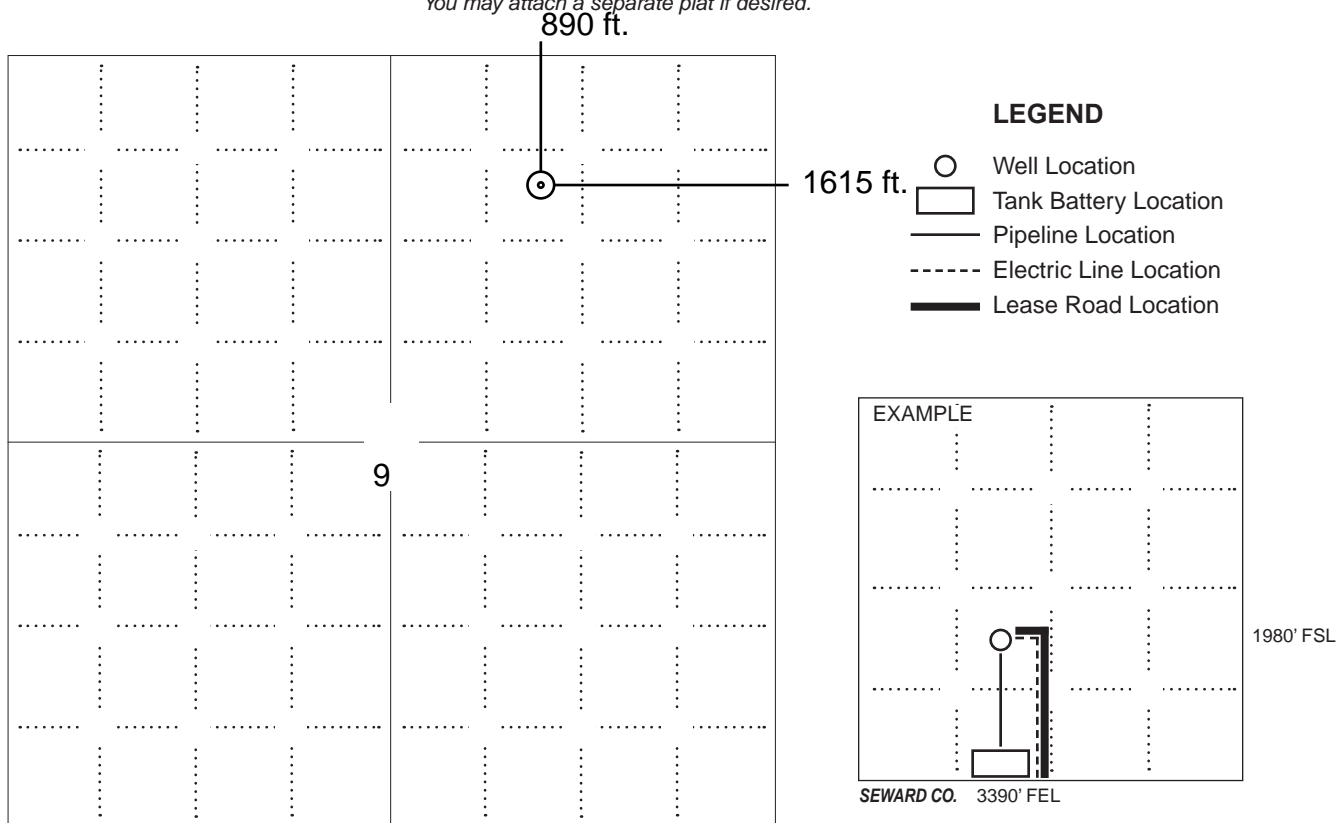 You may attach a separate plat if desired.
890 ft.
1615 ft.
LEGEND
Well Location
Tank Battery Location
Pipeline Location
Electric Line Location
Lease Road Location
9
EXAMPLE
1980' FSL
SEWARD CO. 3390' FEL